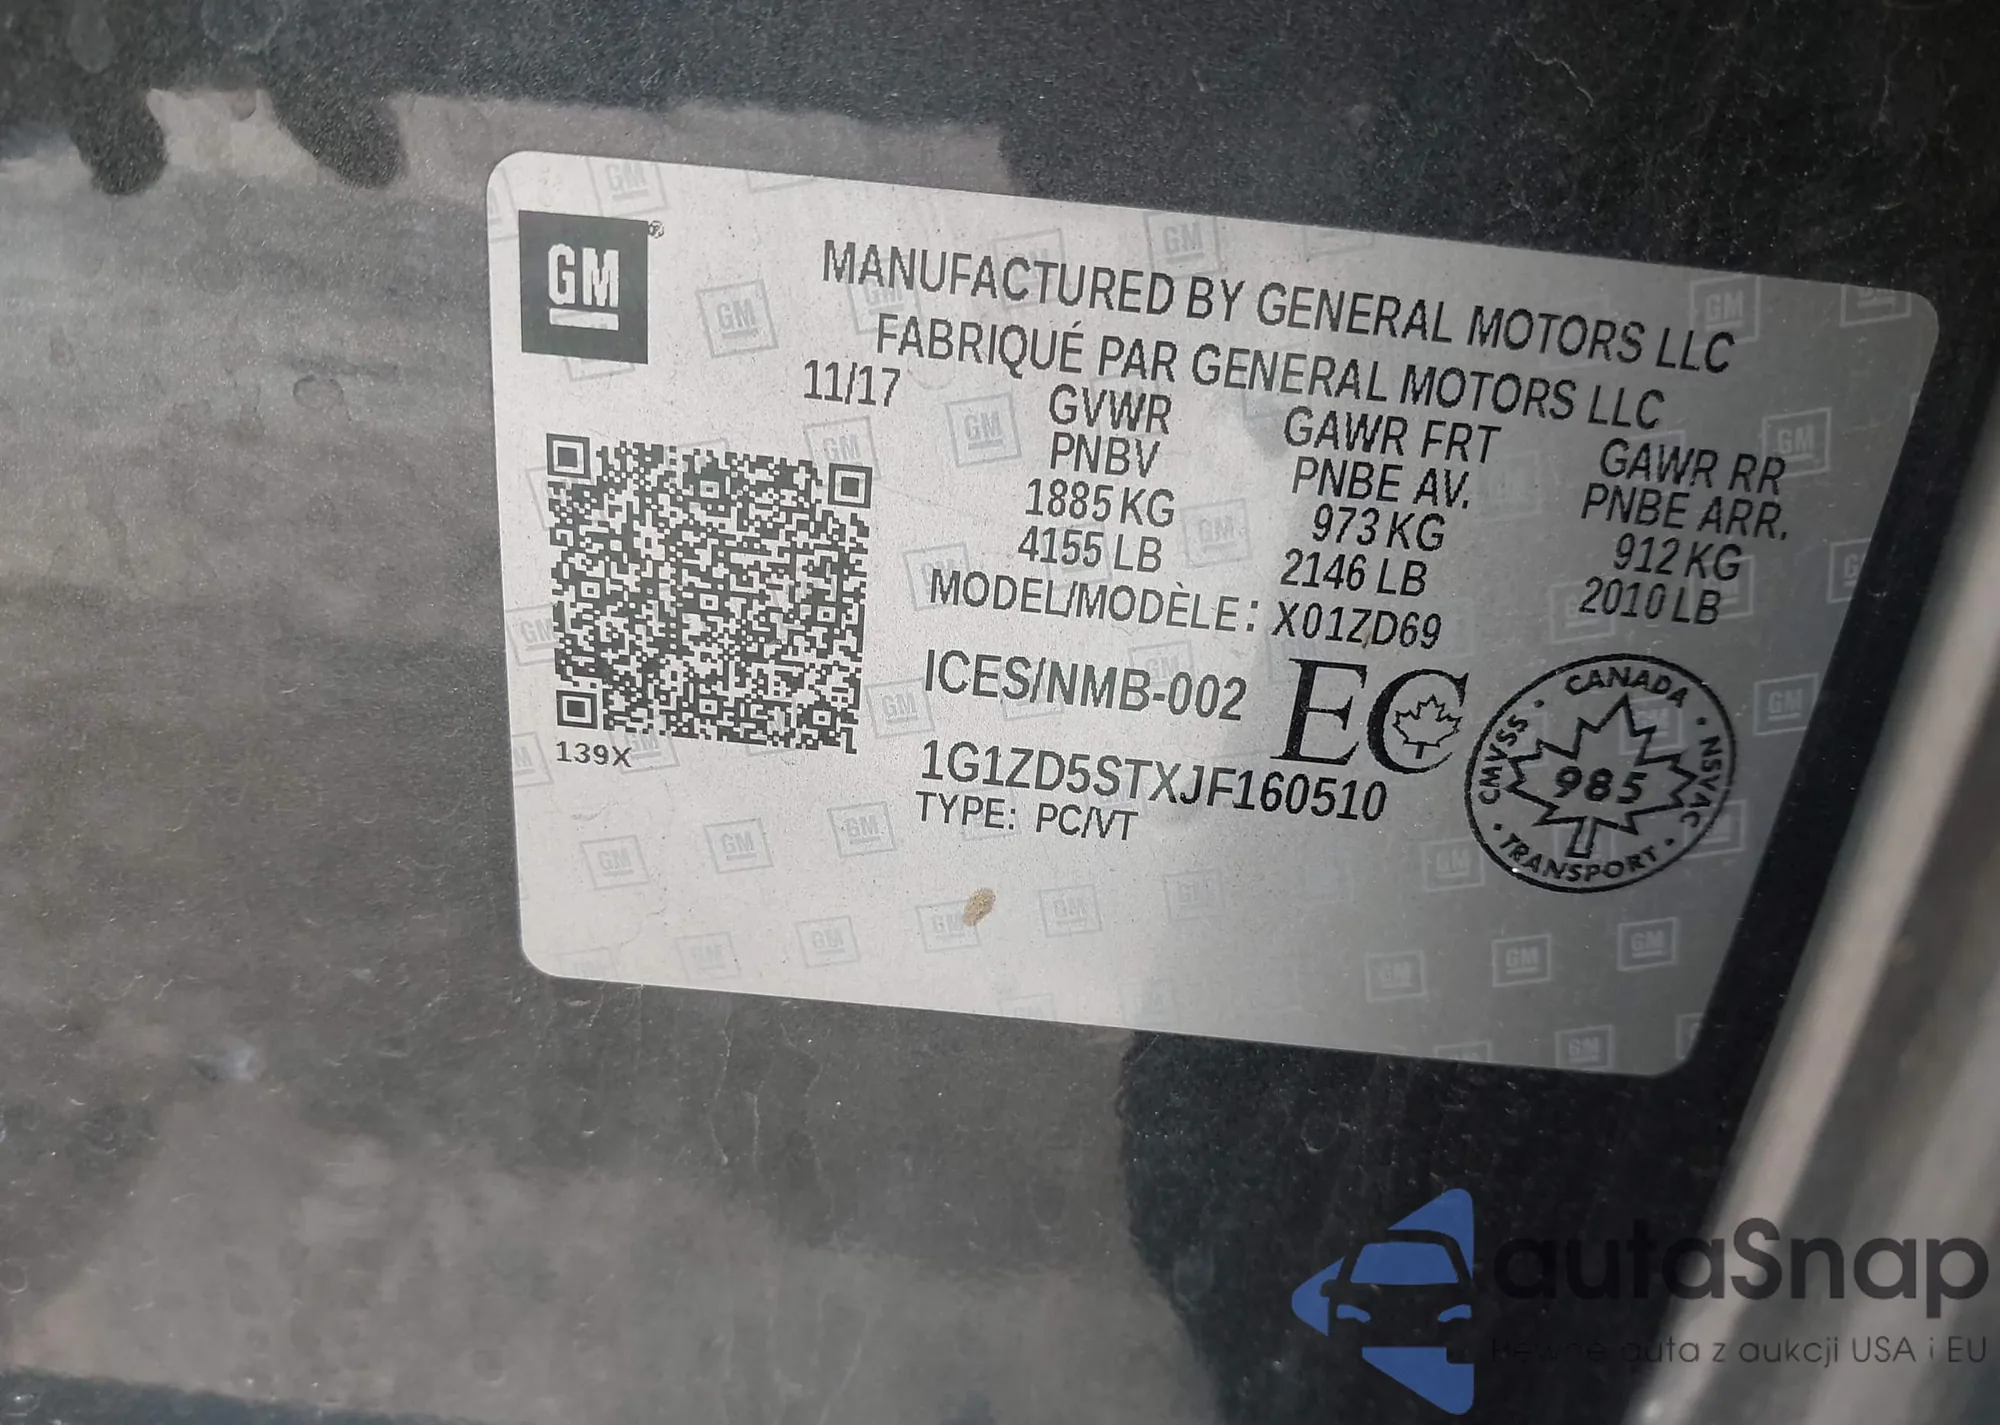 GM
MANUFACTURED BY GENERAL MOTORS LLC
FABRIQUÉ PAR GENERAL MOTORS LLC
11/17
GVWR GAWR FRT GAWR RR
PNBV PNBE AV. PNBE ARR.
1885 KG 973 KG 912 KG
4155 LB 2146 LB 2010 LB
MODEL/MODÈLE: X01ZD69
ICES/NMB-002 EC
139X
1G1ZD5STXJF160510
TYPE: PC/VT
CANADA
CMVSS · NSVAC
985
TRANSPORT
autaSnap
Pewne auta z aukcji USA i EU